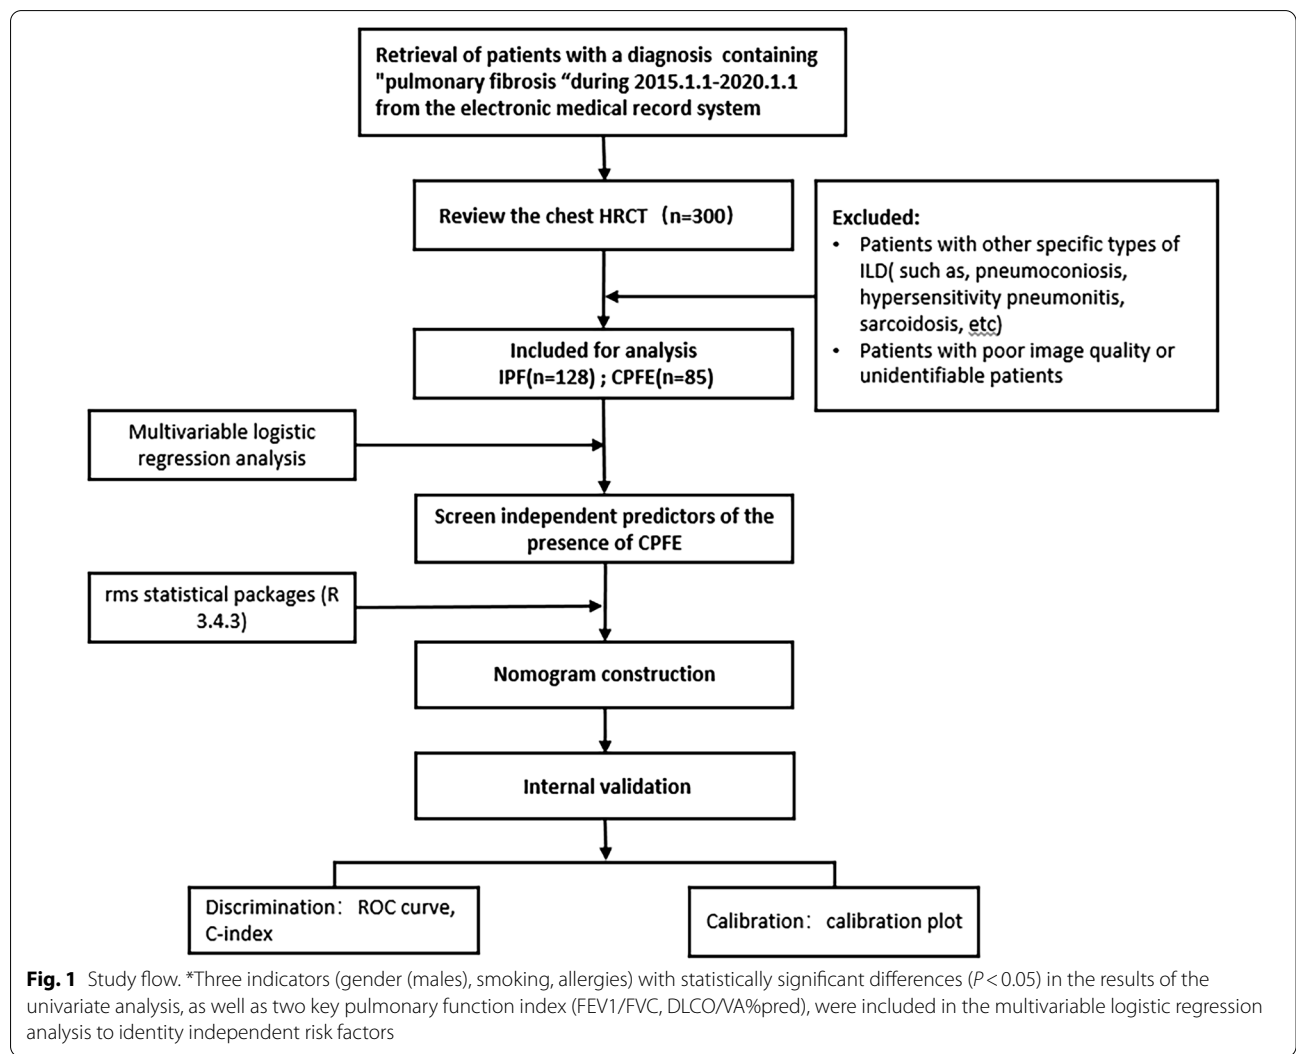 Retrieval of patients with a diagnosis containing
"pulmonary fibrosis “during 2015.1.1-2020.1.1
from the electronic medical record system
Review the chest HRCT（n=300）
Excluded:
• Patients with other specific types of
ILD( such as, pneumoconiosis,
hypersensitivity pneumonitis,
sarcoidosis, etc)
• Patients with poor image quality or
unidentifiable patients
Included for analysis
IPF(n=128) ; CPFE(n=85)
Multivariable logistic
regression analysis
Screen independent predictors of the
presence of CPFE
rms statistical packages (R
3.4.3)
Nomogram construction
Internal validation
Discrimination： ROC curve,
C-index
Calibration： calibration plot
Fig. 1 Study flow. *Three indicators (gender (males), smoking, allergies) with statistically significant differences (P < 0.05) in the results of the
univariate analysis, as well as two key pulmonary function index (FEV1/FVC, DLCO/VA%pred), were included in the multivariable logistic regression
analysis to identity independent risk factors